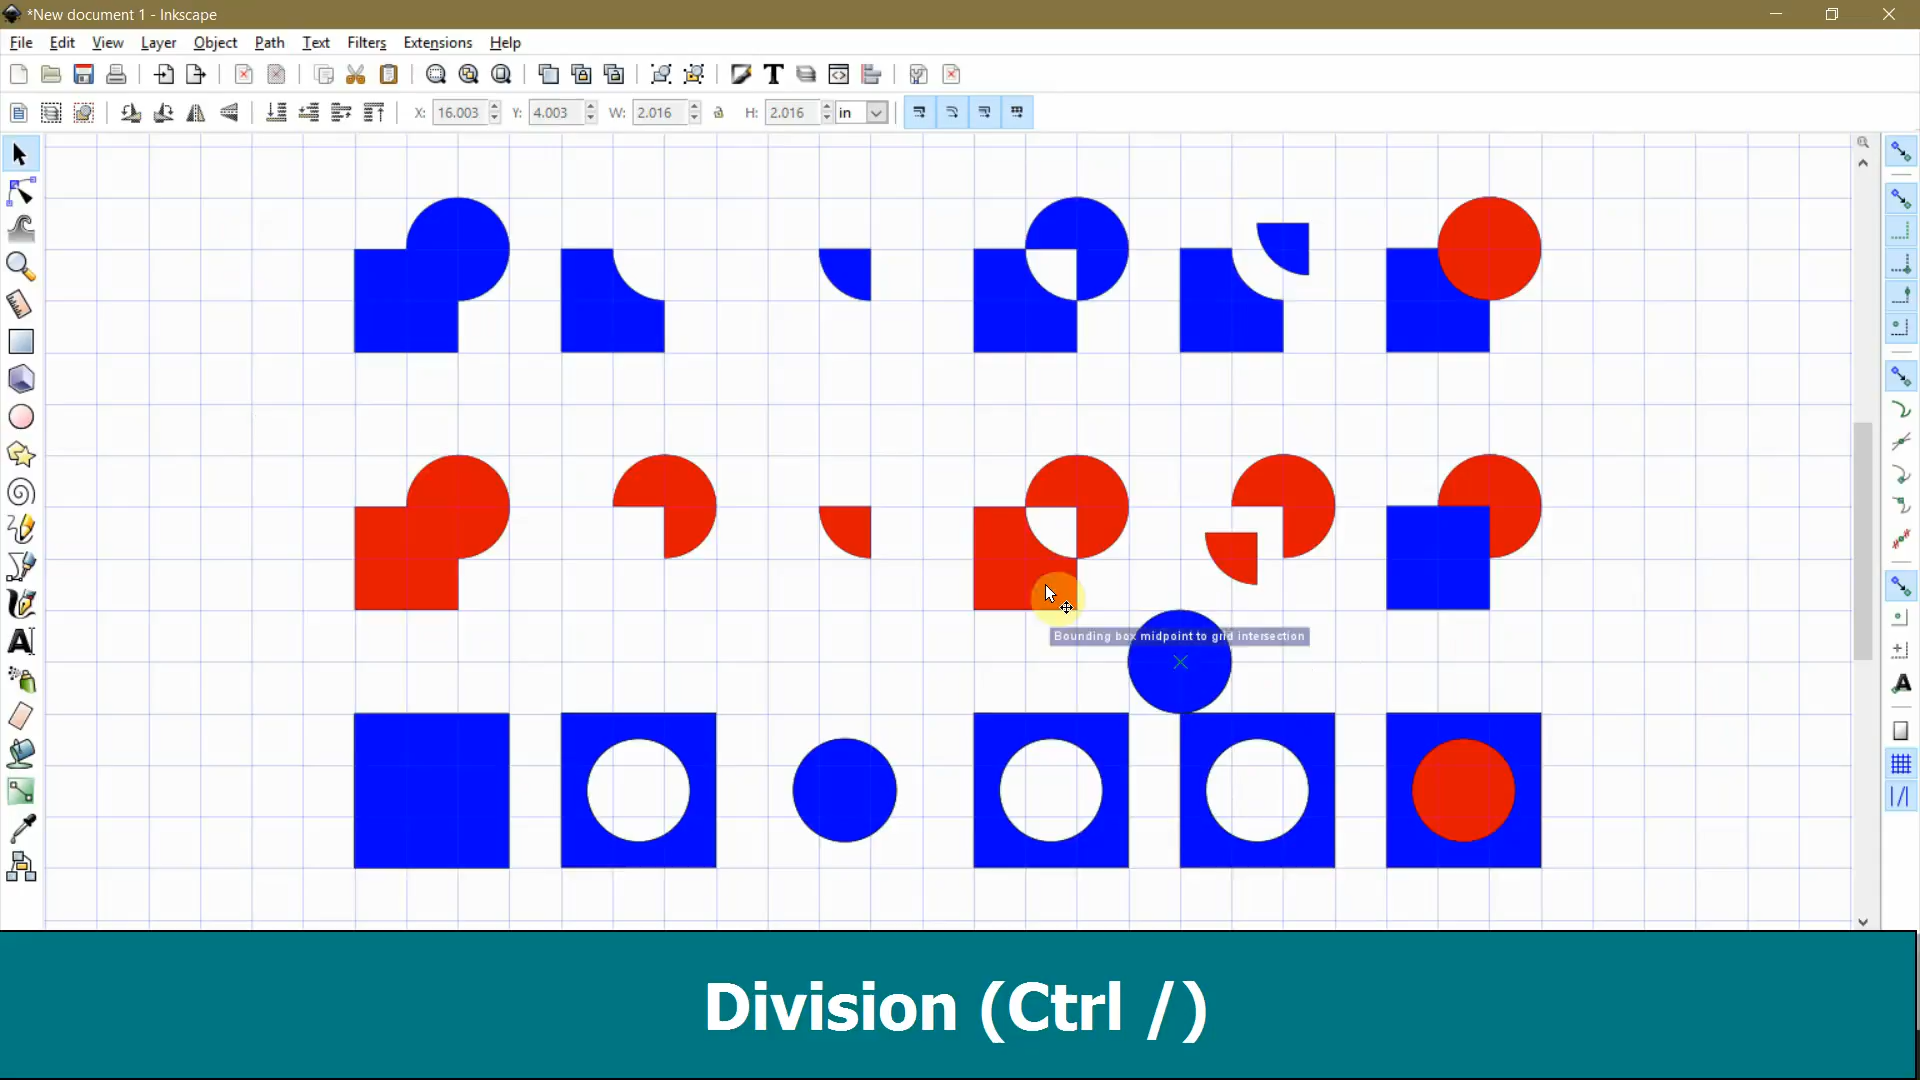 *New document 1 - Inkscape
File Edit View Layer Object Path Text Filters Extensions Help
X: 16.003 Y: 4.003 W: 2.016 H: 2.016 in
Bounding box midpoint to grid intersection
Division (Ctrl /)